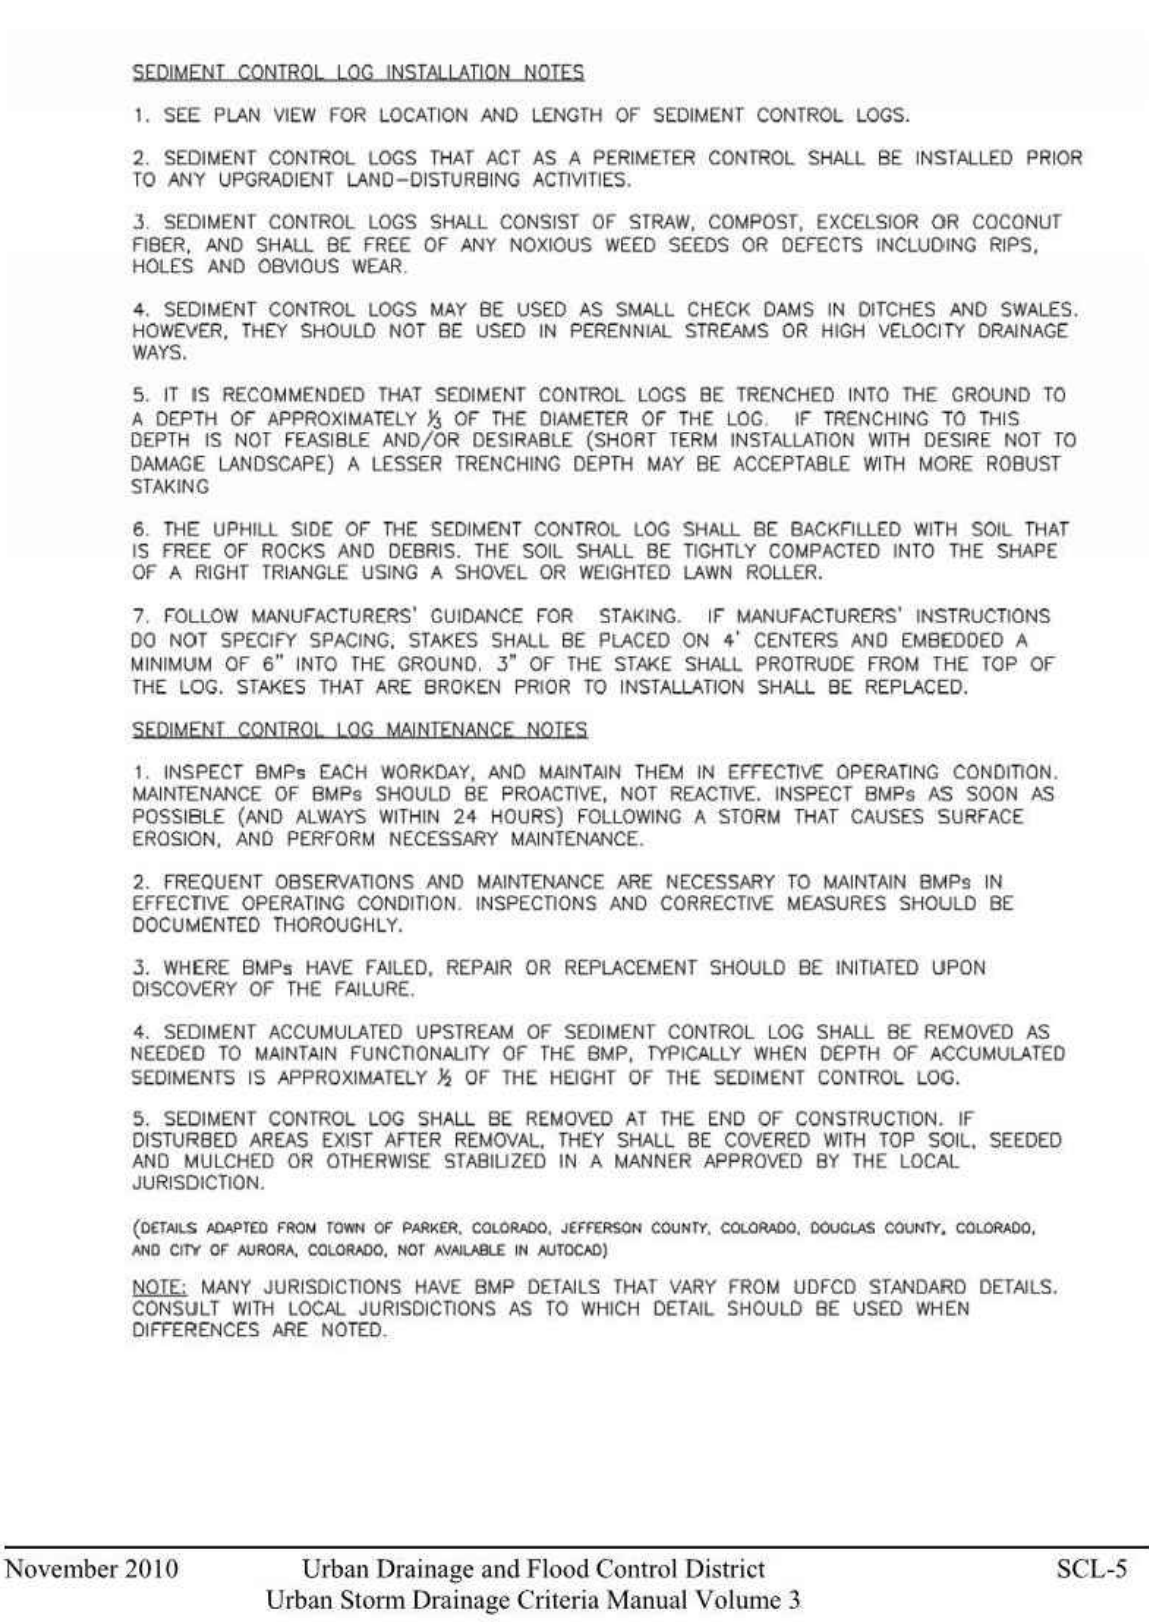 SEDIMENT CONTROL LOG INSTALLATION NOTES
1. SEE PLAN VIEW FOR LOCATION AND LENGTH OF SEDIMENT CONTROL LOGS.
2. SEDIMENT CONTROL LOGS THAT ACT AS A PERIMETER CONTROL SHALL BE INSTALLED PRIOR
TO ANY UPGRADIENT LAND-DISTURBING ACTIVITIES.
3. SEDIMENT CONTROL LOGS SHALL CONSIST OF STRAW, COMPOST, EXCELSIOR OR COCONUT
FIBER, AND SHALL BE FREE OF ANY NOXIOUS WEED SEEDS OR DEFECTS INCLUDING RIPS,
HOLES AND OBVIOUS WEAR.
4. SEDIMENT CONTROL LOGS MAY BE USED AS SMALL CHECK DAMS IN DITCHES AND SWALES.
HOWEVER, THEY SHOULD NOT BE USED IN PERENNIAL STREAMS OR HIGH VELOCITY DRAINAGE
WAYS.
5. IT IS RECOMMENDED THAT SEDIMENT CONTROL LOGS BE TRENCHED INTO THE GROUND TO
A DEPTH OF APPROXIMATELY ⅓ OF THE DIAMETER OF THE LOG. IF TRENCHING TO THIS
DEPTH IS NOT FEASIBLE AND/OR DESIRABLE (SHORT TERM INSTALLATION WITH DESIRE NOT TO
DAMAGE LANDSCAPE) A LESSER TRENCHING DEPTH MAY BE ACCEPTABLE WITH MORE ROBUST
STAKING
6. THE UPHILL SIDE OF THE SEDIMENT CONTROL LOG SHALL BE BACKFILLED WITH SOIL THAT
IS FREE OF ROCKS AND DEBRIS. THE SOIL SHALL BE TIGHTLY COMPACTED INTO THE SHAPE
OF A RIGHT TRIANGLE USING A SHOVEL OR WEIGHTED LAWN ROLLER.
7. FOLLOW MANUFACTURERS' GUIDANCE FOR STAKING. IF MANUFACTURERS' INSTRUCTIONS
DO NOT SPECIFY SPACING, STAKES SHALL BE PLACED ON 4' CENTERS AND EMBEDDED A
MINIMUM OF 6" INTO THE GROUND. 3" OF THE STAKE SHALL PROTRUDE FROM THE TOP OF
THE LOG. STAKES THAT ARE BROKEN PRIOR TO INSTALLATION SHALL BE REPLACED.
SEDIMENT CONTROL LOG MAINTENANCE NOTES
1. INSPECT BMPs EACH WORKDAY, AND MAINTAIN THEM IN EFFECTIVE OPERATING CONDITION.
MAINTENANCE OF BMPs SHOULD BE PROACTIVE, NOT REACTIVE. INSPECT BMPs AS SOON AS
POSSIBLE (AND ALWAYS WITHIN 24 HOURS) FOLLOWING A STORM THAT CAUSES SURFACE
EROSION, AND PERFORM NECESSARY MAINTENANCE.
2. FREQUENT OBSERVATIONS AND MAINTENANCE ARE NECESSARY TO MAINTAIN BMPs IN
EFFECTIVE OPERATING CONDITION. INSPECTIONS AND CORRECTIVE MEASURES SHOULD BE
DOCUMENTED THOROUGHLY.
3. WHERE BMPs HAVE FAILED, REPAIR OR REPLACEMENT SHOULD BE INITIATED UPON
DISCOVERY OF THE FAILURE.
4. SEDIMENT ACCUMULATED UPSTREAM OF SEDIMENT CONTROL LOG SHALL BE REMOVED AS
NEEDED TO MAINTAIN FUNCTIONALITY OF THE BMP, TYPICALLY WHEN DEPTH OF ACCUMULATED
SEDIMENTS IS APPROXIMATELY ½ OF THE HEIGHT OF THE SEDIMENT CONTROL LOG.
5. SEDIMENT CONTROL LOG SHALL BE REMOVED AT THE END OF CONSTRUCTION. IF
DISTURBED AREAS EXIST AFTER REMOVAL, THEY SHALL BE COVERED WITH TOP SOIL, SEEDED
AND MULCHED OR OTHERWISE STABILIZED IN A MANNER APPROVED BY THE LOCAL
JURISDICTION.
(DETAILS ADAPTED FROM TOWN OF PARKER, COLORADO, JEFFERSON COUNTY, COLORADO, DOUGLAS COUNTY, COLORADO,
AND CITY OF AURORA, COLORADO, NOT AVAILABLE IN AUTOCAD)
NOTE: MANY JURISDICTIONS HAVE BMP DETAILS THAT VARY FROM UDFCD STANDARD DETAILS.
CONSULT WITH LOCAL JURISDICTIONS AS TO WHICH DETAIL SHOULD BE USED WHEN
DIFFERENCES ARE NOTED.
November 2010 Urban Drainage and Flood Control District SCL-5
Urban Storm Drainage Criteria Manual Volume 3